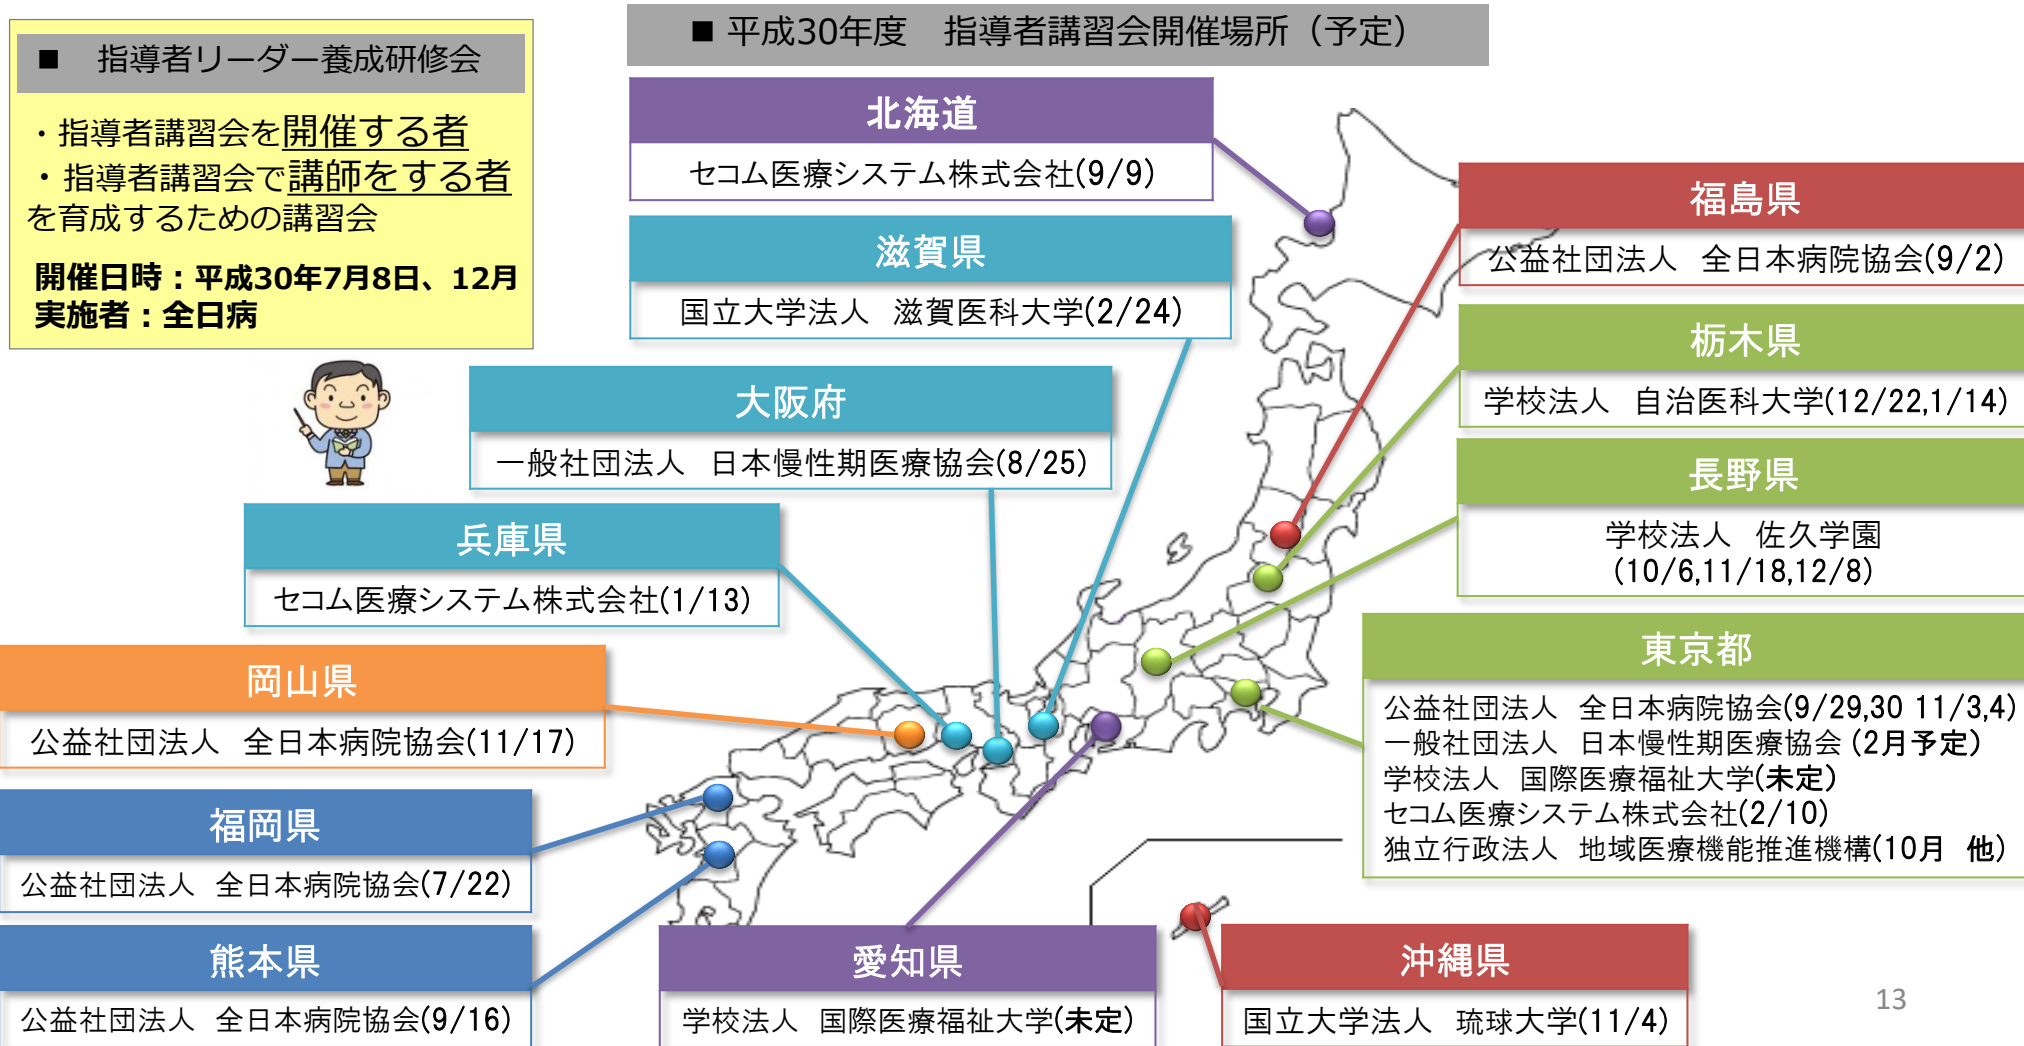 ■　指導者リーダー養成研修会
・指導者講習会を開催する者
・指導者講習会で講師をする者
を育成するための講習会
開催日時：平成30年7月8日、12月
実施者：全日病
■ 平成30年度　指導者講習会開催場所（予定）
北海道
セコム医療システム株式会社(9/9)
滋賀県
国立大学法人　滋賀医科大学(2/24)
大阪府
一般社団法人　日本慢性期医療協会(8/25)
兵庫県
セコム医療システム株式会社(1/13)
岡山県
公益社団法人　全日本病院協会(11/17)
福岡県
公益社団法人　全日本病院協会(7/22)
熊本県
公益社団法人　全日本病院協会(9/16)
福島県
公益社団法人　全日本病院協会(9/2)
栃木県
学校法人　自治医科大学(12/22,1/14)
長野県
学校法人　佐久学園
(10/6,11/18,12/8)
東京都
公益社団法人　全日本病院協会(9/29,30 11/3,4)
一般社団法人　日本慢性期医療協会 (2月予定)
学校法人　国際医療福祉大学(未定)
セコム医療システム株式会社(2/10)
独立行政法人　地域医療機能推進機構(10月　他)
愛知県
学校法人　国際医療福祉大学(未定)
沖縄県
国立大学法人　琉球大学(11/4)
13